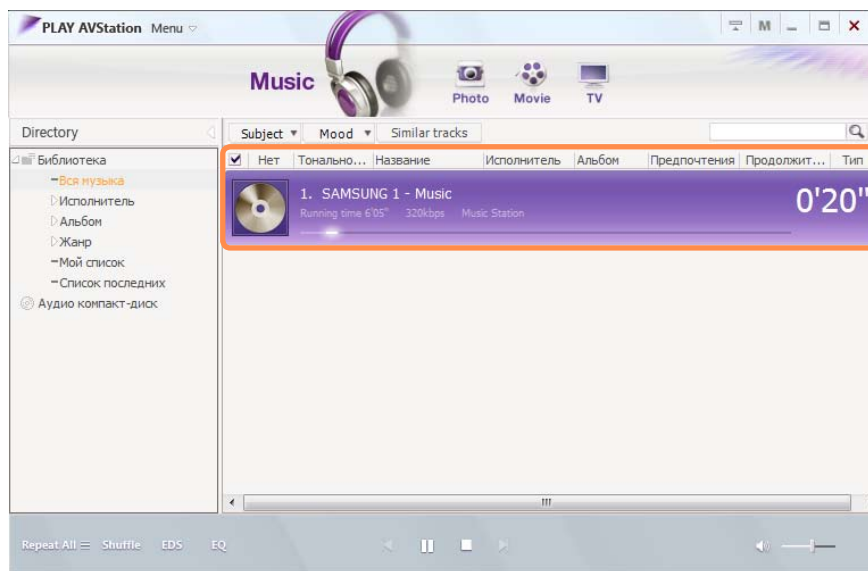 PLAY AVStation Menu
M
Music
Photo Movie TV
Directory
Subject Mood Similar tracks
Библиотека
Вся музыка
Исполнитель
Альбом
Жанр
Мой список
Список последних
Аудио компакт-диск
Нет Тонально... Название Исполнитель Альбом Предпочтения Продолжит... Тип
1. SAMSUNG 1 - Music
Running time 6'05" 320kbps Music Station
0'20"
Repeat All Shuffle EDS EQ